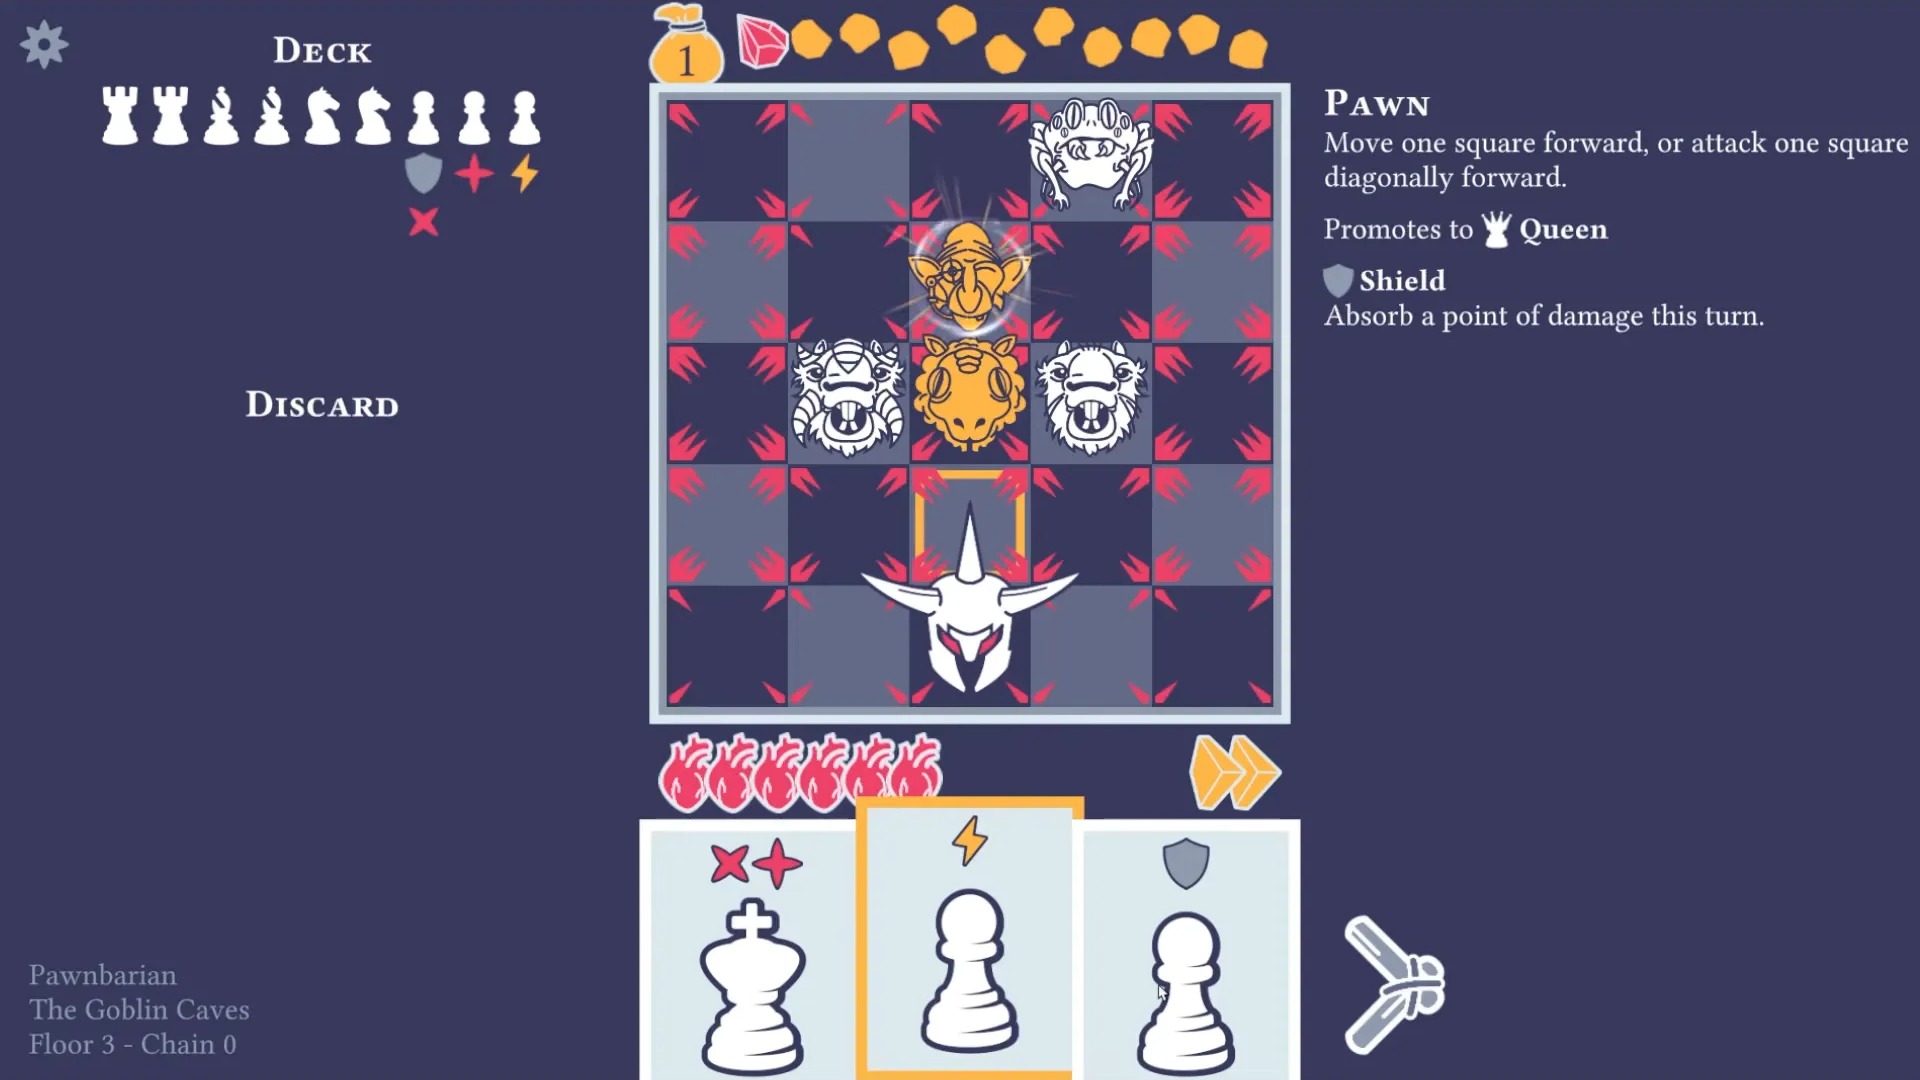 DECK
1
DISCARD
PAWN
Move one square forward, or attack one square
diagonally forward.
Promotes to Queen
Shield
Absorb a point of damage this turn.
Pawnbarian
The Goblin Caves
Floor 3 - Chain 0